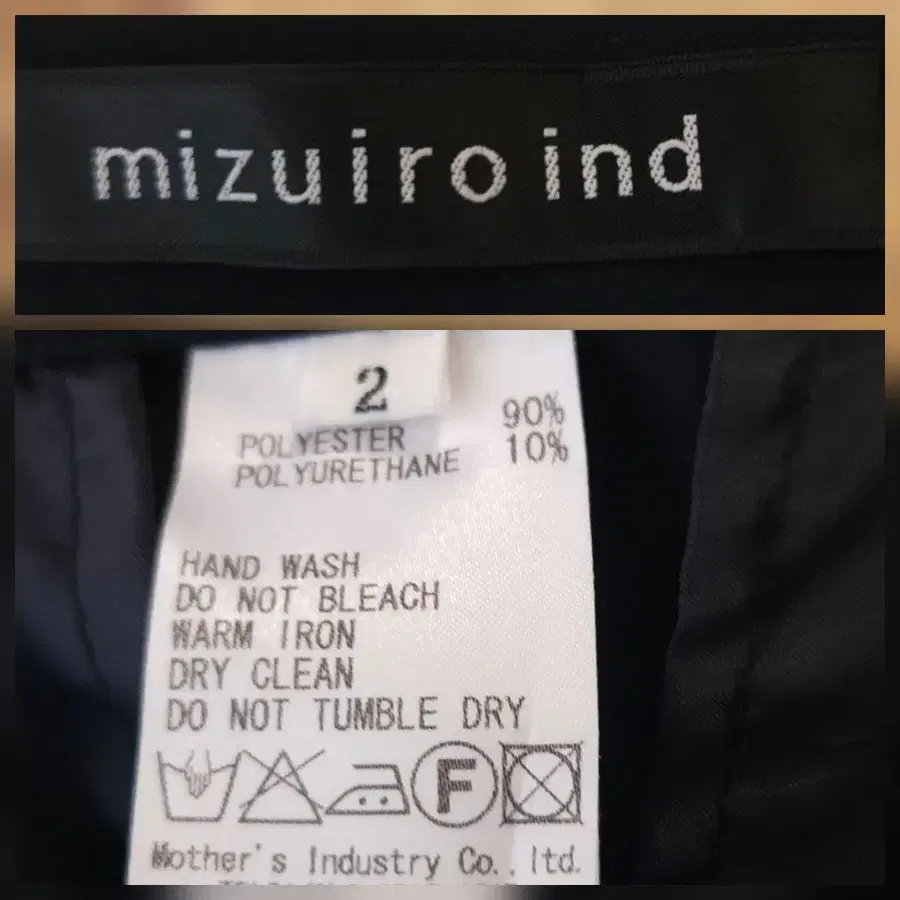 mizuiro ind
2
POLYESTER 90%
POLYURETHANE 10%
HAND WASH
DO NOT BLEACH
WARM IRON
DRY CLEAN
DO NOT TUMBLE DRY
F
Mother's Industry Co., ltd.